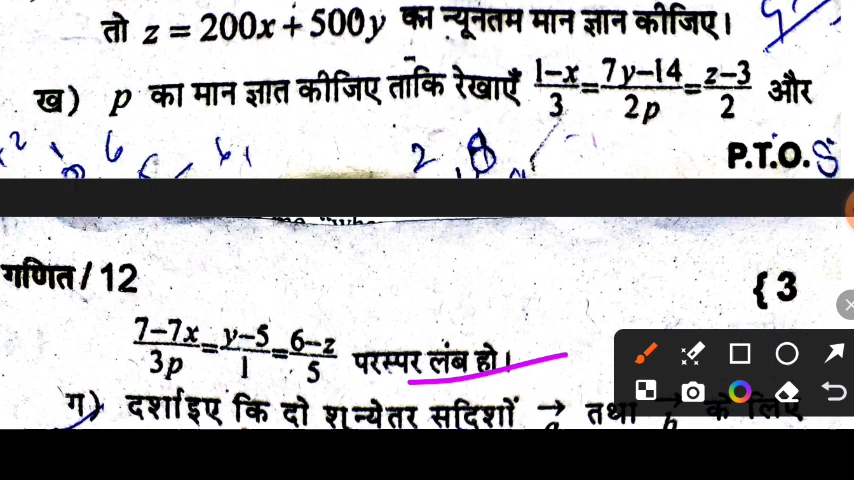 तो z = 200x + 500y का न्यूनतम मान ज्ञान कीजिए।
ख) p का मान ज्ञात कीजिए ताकि रेखाएँ (1-x)/3 = (7y-14)/2p = (z-3)/2 और
P.T.O.
गणित / 12 {3
(7-7x)/3p = (y-5)/1 = (6-z)/5 परस्पर लंब हो।
ग) दर्शाइए कि दो शून्येतर सदिशों a तथा b के लिए